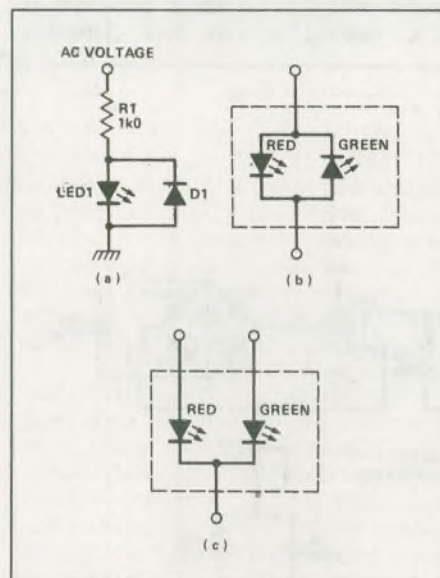 AC VOLTAGE
R1
1k0
LED1
D1
(a)
RED
GREEN
(b)
RED
GREEN
(c)